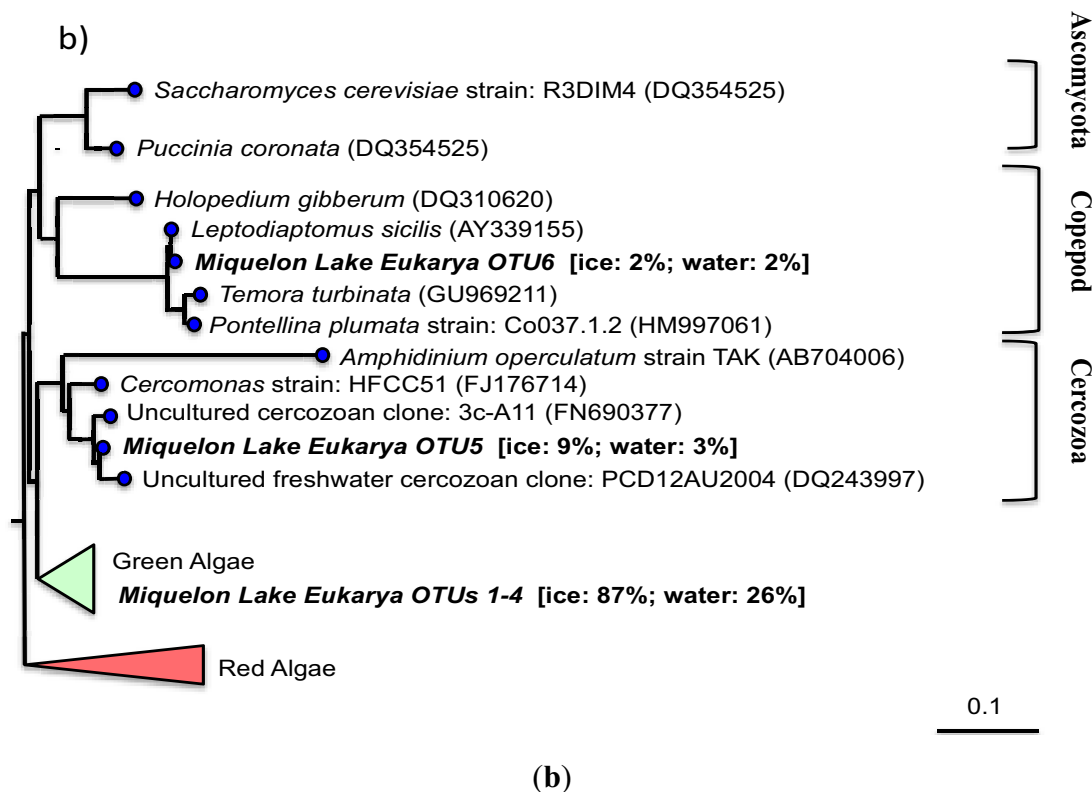 b)
Saccharomyces cerevisiae strain: R3DIM4 (DQ354525)
Puccinia coronata (DQ354525)
Ascomycota
Holopedium gibberum (DQ310620)
Leptodiaptomus sicilis (AY339155)
Miquelon Lake Eukarya OTU6 [ice: 2%; water: 2%]
Temora turbinata (GU969211)
Pontellina plumata strain: Co037.1.2 (HM997061)
Copepod
Amphidinium operculatum strain TAK (AB704006)
Cercomonas strain: HFCC51 (FJ176714)
Uncultured cercozoan clone: 3c-A11 (FN690377)
Miquelon Lake Eukarya OTU5 [ice: 9%; water: 3%]
Uncultured freshwater cercozoan clone: PCD12AU2004 (DQ243997)
Cercozoa
Green Algae
Miquelon Lake Eukarya OTUs 1-4 [ice: 87%; water: 26%]
Red Algae
0.1
(b)